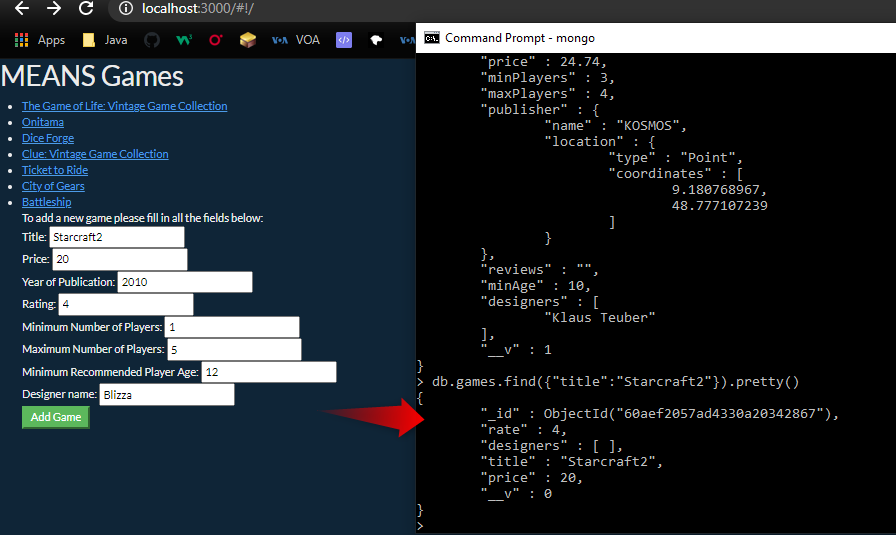 localhost:3000/#!/
Apps
Java
VOA
MEANS Games
The Game of Life: Vintage Game Collection
Onitama
Dice Forge
Clue: Vintage Game Collection
Ticket to Ride
City of Gears
Battleship
To add a new game please fill in all the fields below:
Title: Starcraft2
Price: 20
Year of Publication: 2010
Rating: 4
Minimum Number of Players: 1
Maximum Number of Players: 5
Minimum Recommended Player Age: 12
Designer name: Blizza
Add Game
Command Prompt - mongo
"price" : 24.74,
"minPlayers" : 3,
"maxPlayers" : 4,
"publisher" : {
"name" : "KOSMOS",
"location" : {
"type" : "Point",
"coordinates" : [
9.180768967,
48.777107239
]
}
},
"reviews" : "",
"minAge" : 10,
"designers" : [
"Klaus Teuber"
],
"__v" : 1
}
> db.games.find({"title":"Starcraft2"}).pretty()
{
"_id" : ObjectId("60aef2057ad4330a20342867"),
"rate" : 4,
"designers" : [ ],
"title" : "Starcraft2",
"price" : 20,
"__v" : 0
}
>